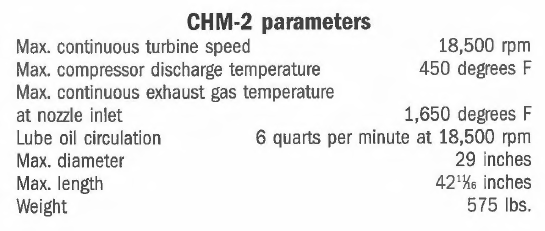 CHM-2 parameters
Max. continuous turbine speed 18,500 rpm
Max. compressor discharge temperature 450 degrees F
Max. continuous exhaust gas temperature
at nozzle inlet 1,650 degrees F
Lube oil circulation 6 quarts per minute at 18,500 rpm
Max. diameter 29 inches
Max. length 42¹¹⁄₁₆ inches
Weight 575 lbs.